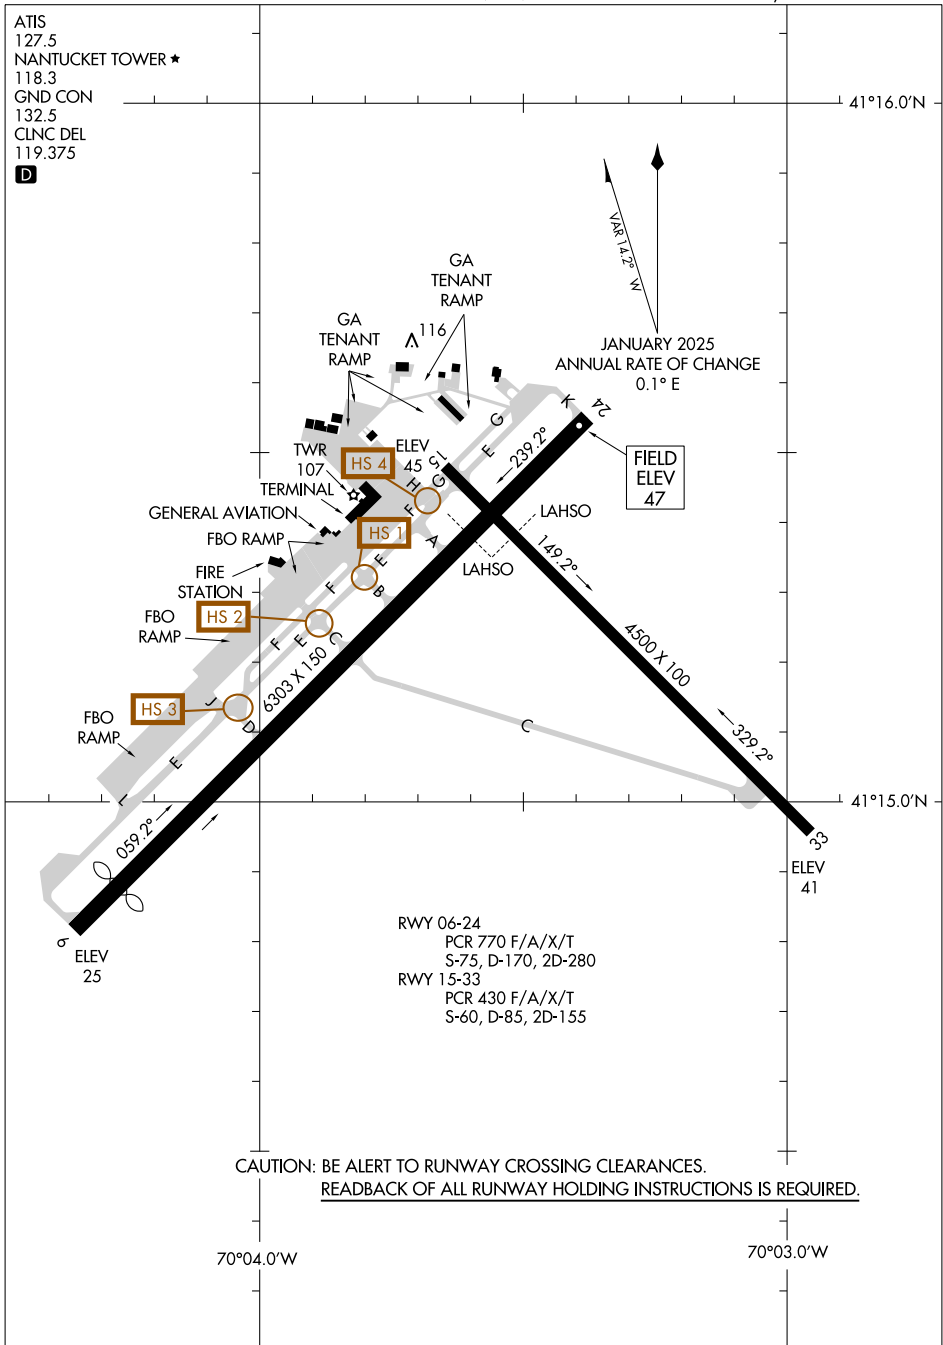 ATIS
127.5
NANTUCKET TOWER ★
118.3
GND CON
132.5
CLNC DEL
119.375
D
41°16.0'N
VAR 14.2° W
JANUARY 2025
ANNUAL RATE OF CHANGE
0.1° E
GA
TENANT
RAMP
GA
TENANT
RAMP
116
K
24
G
E
239.2°
FIELD
ELEV
47
TWR
107
HS 4
ELEV
45
15
TERMINAL
H
G
F
GENERAL AVIATION
HS 1
LAHSO
FBO RAMP
A
LAHSO
149.2°
FIRE
STATION
E
F
B
HS 2
FBO
RAMP
F
E
C
4500 X 100
6303 X 150
HS 3
J
D
FBO
RAMP
C
329.2°
E
L
41°15.0'N
059.2°
33
ELEV
41
6
ELEV
25
RWY 06-24
PCR 770 F/A/X/T
S-75, D-170, 2D-280
RWY 15-33
PCR 430 F/A/X/T
S-60, D-85, 2D-155
CAUTION: BE ALERT TO RUNWAY CROSSING CLEARANCES.
READBACK OF ALL RUNWAY HOLDING INSTRUCTIONS IS REQUIRED.
70°04.0'W
70°03.0'W